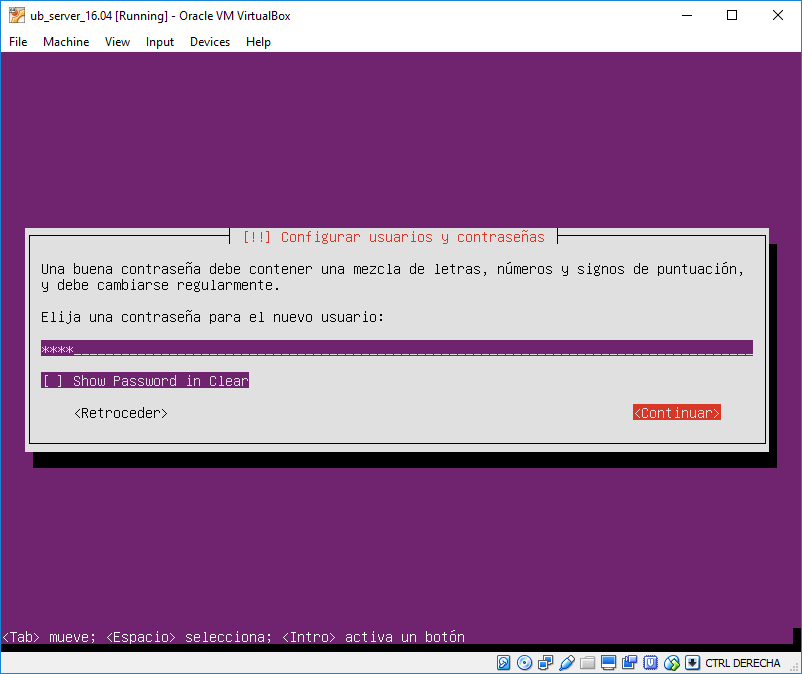 ub_server_16.04 [Running] - Oracle VM VirtualBox
File Machine View Input Devices Help
[!!] Configurar usuarios y contraseñas
Una buena contraseña debe contener una mezcla de letras, números y signos de puntuación,
y debe cambiarse regularmente.
Elija una contraseña para el nuevo usuario:
****
[ ] Show Password in Clear
<Retroceder> <Continuar>
<Tab> mueve; <Espacio> selecciona; <Intro> activa un botón
CTRL DERECHA